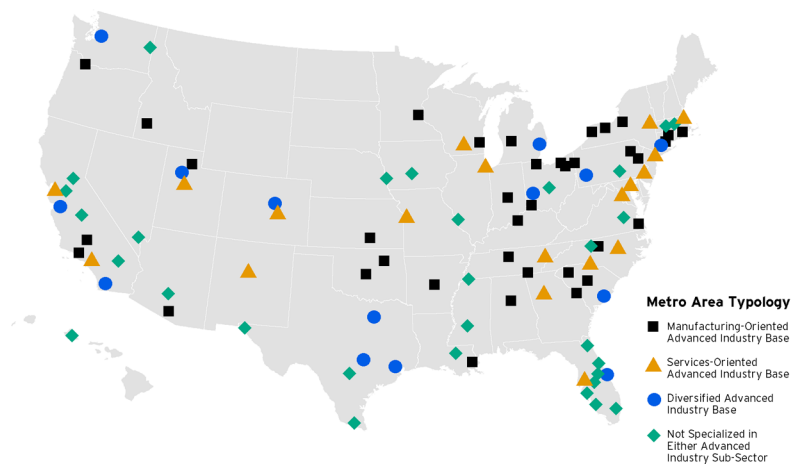 Metro Area Typology
Manufacturing-Oriented
Advanced Industry Base
Services-Oriented
Advanced Industry Base
Diversified Advanced
Industry Base
Not Specialized in
Either Advanced
Industry Sub-Sector